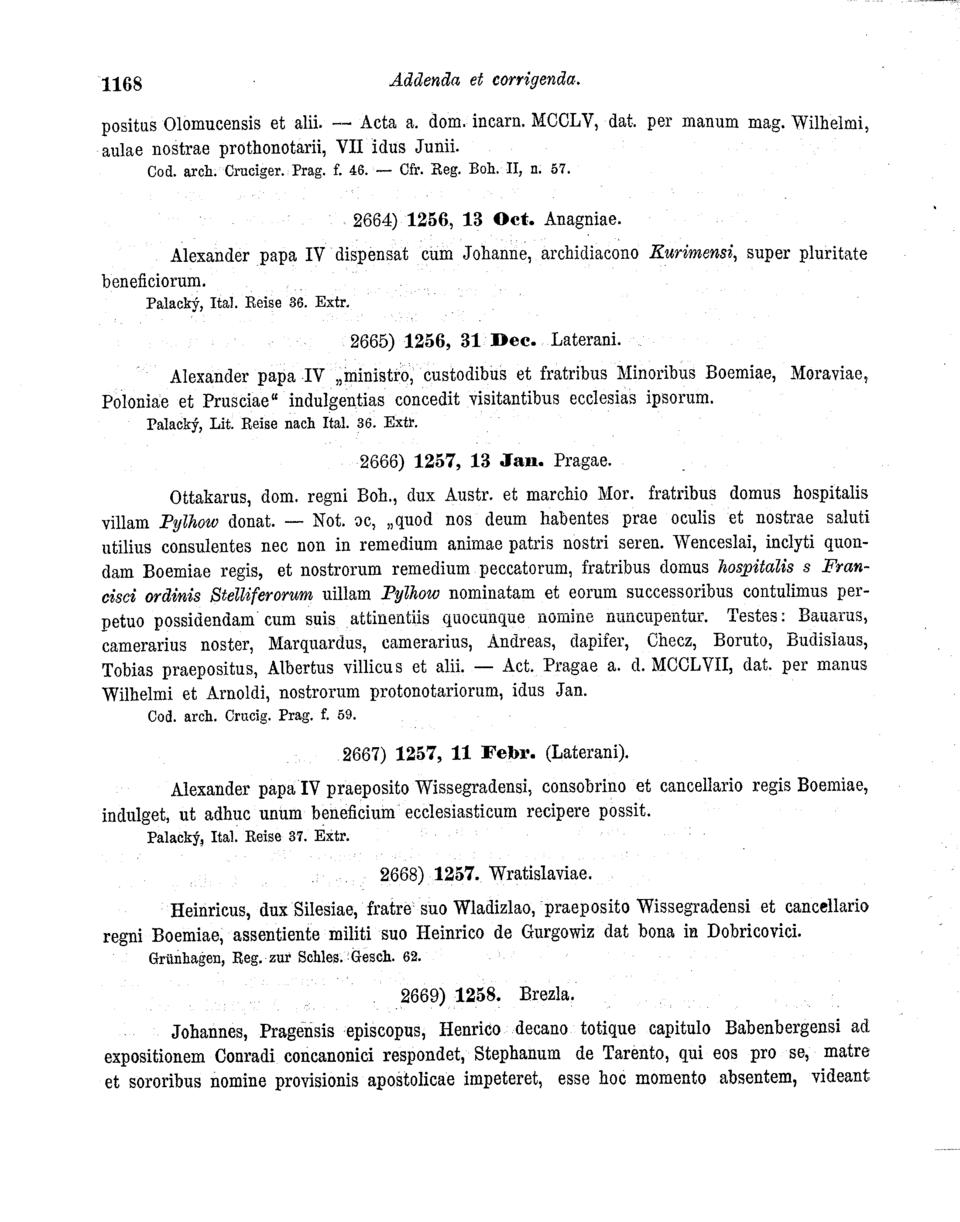 1168
Addenda et corrigenda.
positus Olomucensis et alii. — Acta a. dom. incarn. MCCLV, dat. per manum mag. Wilhelmi,
aulae nostrae prothonotarii, VII idus Junii.
Cod. arch. Cruciger. Prag. f. 46. — Cfr. Reg. Boh. II, n. 57.
2664) 1256, 13 Oct. Anagniae.
Alexander papa IV dispensat cum Johanne, archidiacono Kurimensi, super pluritate
beneficiorum.
Palacký, Ital. Reise 36. Extr.
2665) 1256, 31 Dec. Laterani.
Alexander papa IV „ministro, custodibus et fratribus Minoribus Boemiae, Moraviae,
Poloniae et Prusciae“ indulgentias concedit visitantibus ecclesias ipsorum.
Palacký, Lit. Reise nach Ital. 36. Extr.
2666) 1257, 13 Jan. Pragae.
Ottakarus, dom. regni Boh., dux Austr. et marchio Mor. fratribus domus hospitalis
villam Pylhow donat. — Not. ɔc, „quod nos deum habentes prae oculis et nostrae saluti
utilius consulentes nec non in remedium animae patris nostri seren. Wenceslai, inclyti quon-
dam Boemiae regis, et nostrorum remedium peccatorum, fratribus domus hospitalis s Fran-
cisci ordinis Stelliferorum uillam Pylhow nominatam et eorum successoribus contulimus per-
petuo possidendam cum suis attinentiis quocunque nomine nuncupentur. Testes: Bauarus,
camerarius noster, Marquardus, camerarius, Andreas, dapifer, Checz, Boruto, Budislaus,
Tobias praepositus, Albertus villicus et alii. — Act. Pragae a. d. MCCLVII, dat. per manus
Wilhelmi et Arnoldi, nostrorum protonotariorum, idus Jan.
Cod. arch. Crucig. Prag. f. 59.
2667) 1257, 11 Febr. (Laterani).
Alexander papa IV praeposito Wissegradensi, consobrino et cancellario regis Boemiae,
indulget, ut adhuc unum beneficium ecclesiasticum recipere possit.
Palacký, Ital. Reise 37. Extr.
2668) 1257. Wratislaviae.
Heinricus, dux Silesiae, fratre suo Wladizlao, praeposito Wissegradensi et cancellario
regni Boemiae, assentiente militi suo Heinrico de Gurgowiz dat bona in Dobricovici.
Grünhagen, Reg. zur Schles. Gesch. 62.
2669) 1258. Brezla.
Johannes, Pragensis episcopus, Henrico decano totique capitulo Babenbergensi ad
expositionem Conradi concanonici respondet, Stephanum de Tarento, qui eos pro se, matre
et sororibus nomine provisionis apostolicae impeteret, esse hoc momento absentem, videant